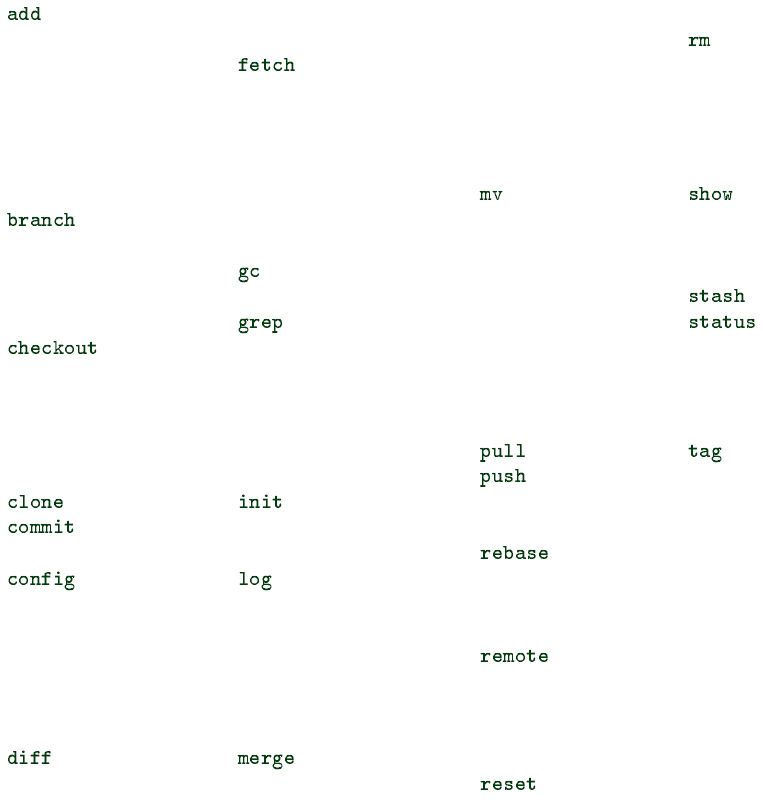 add
branch
checkout
clone
commit
config
diff
fetch
gc
grep
init
log
merge
mv
pull
push
rebase
remote
reset
rm
show
stash
status
tag